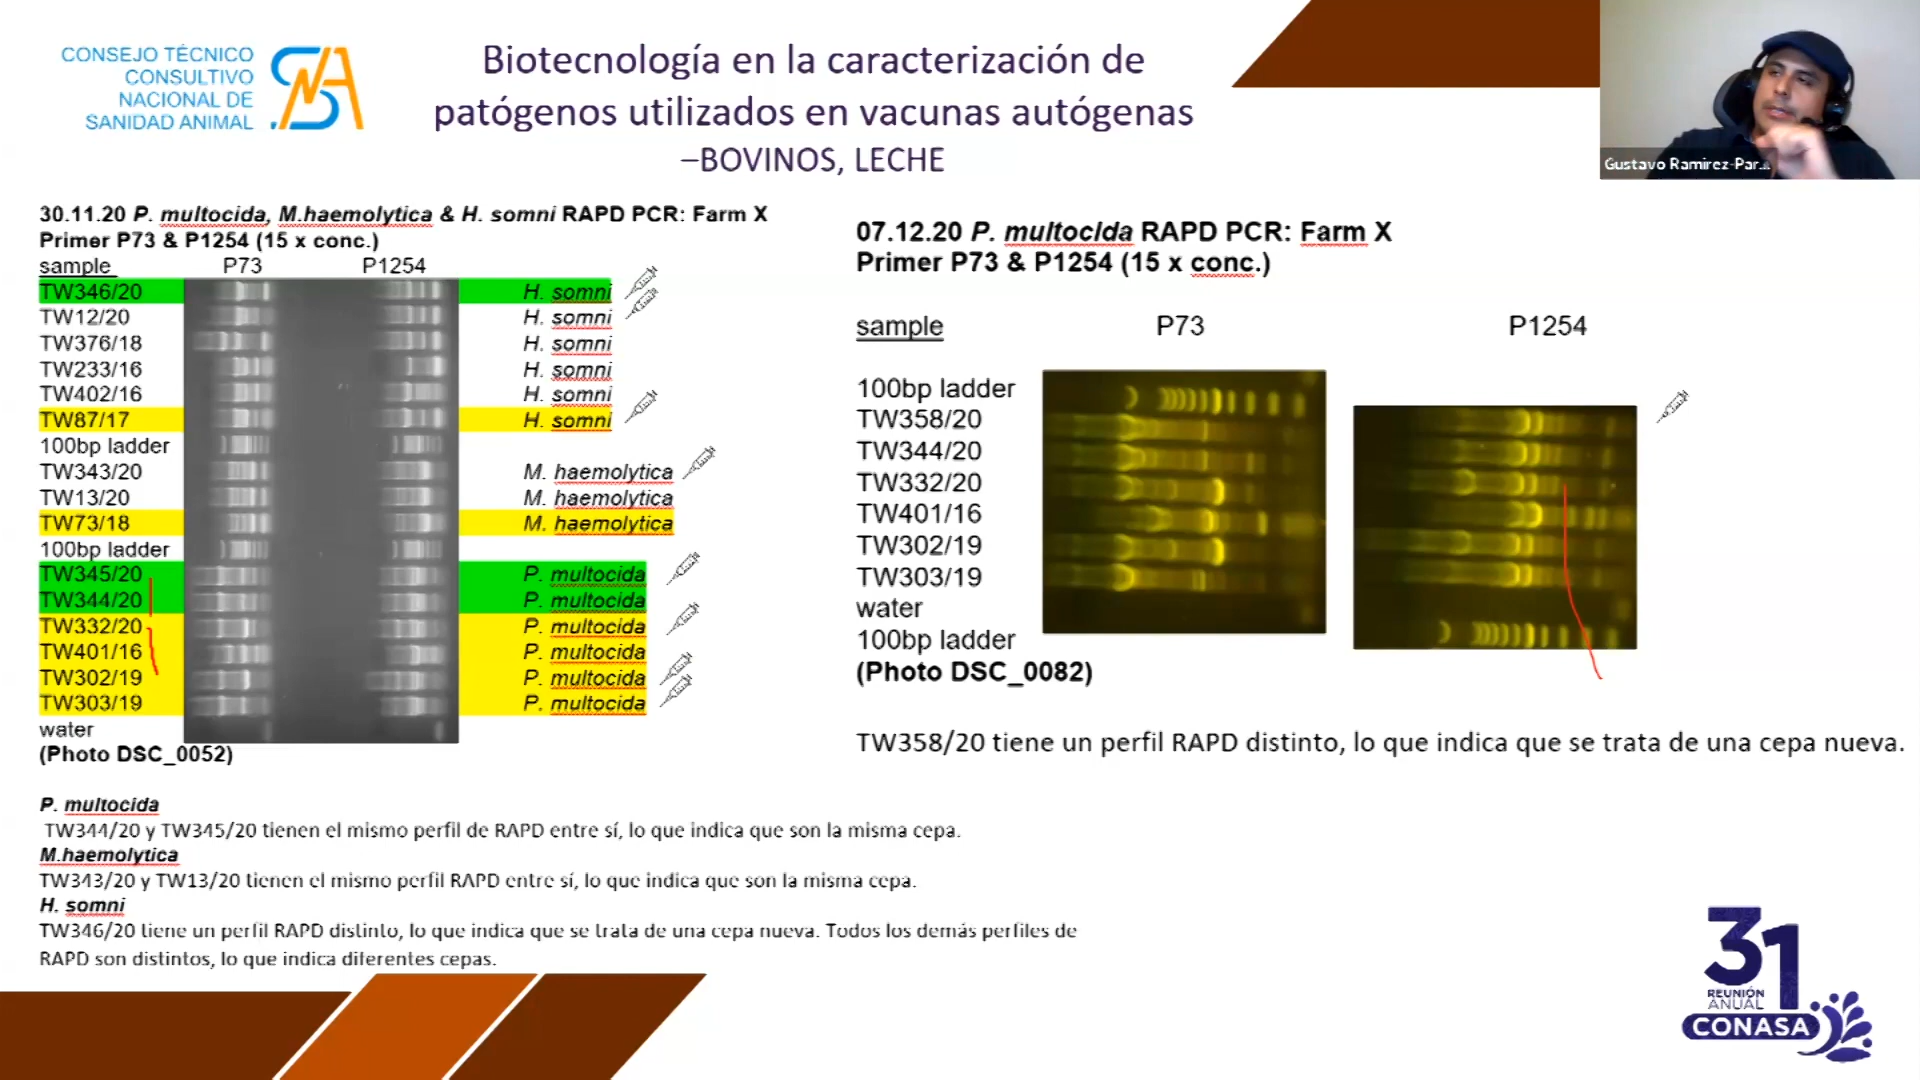 CONSEJO TÉCNICO
CONSULTIVO
NACIONAL DE
SANIDAD ANIMAL
Biotecnología en la caracterización de
patógenos utilizados en vacunas autógenas
–BOVINOS, LECHE
Gustavo Ramirez-Par...
30.11.20 P. multocida, M.haemolytica & H. somni RAPD PCR: Farm X
Primer P73 & P1254 (15 x conc.)
sample P73 P1254
TW346/20 H. somni
TW12/20 H. somni
TW376/18 H. somni
TW233/16 H. somni
TW402/16 H. somni
TW87/17 H. somni
100bp ladder
TW343/20 M. haemolytica
TW13/20 M. haemolytica
TW73/18 M. haemolytica
100bp ladder
TW345/20 P. multocida
TW344/20 P. multocida
TW332/20 P. multocida
TW401/16 P. multocida
TW302/19 P. multocida
TW303/19 P. multocida
water
(Photo DSC_0052)
P. multocida
TW344/20 y TW345/20 tienen el mismo perfil de RAPD entre sí, lo que indica que son la misma cepa.
M.haemolytica
TW343/20 y TW13/20 tienen el mismo perfil RAPD entre sí, lo que indica que son la misma cepa.
H. somni
TW346/20 tiene un perfil RAPD distinto, lo que indica que se trata de una cepa nueva. Todos los demás perfiles de
RAPD son distintos, lo que indica diferentes cepas.
07.12.20 P. multocida RAPD PCR: Farm X
Primer P73 & P1254 (15 x conc.)
sample P73 P1254
100bp ladder
TW358/20
TW344/20
TW332/20
TW401/16
TW302/19
TW303/19
water
100bp ladder
(Photo DSC_0082)
TW358/20 tiene un perfil RAPD distinto, lo que indica que se trata de una cepa nueva.
31
REUNIÓN
ANUAL
CONASA